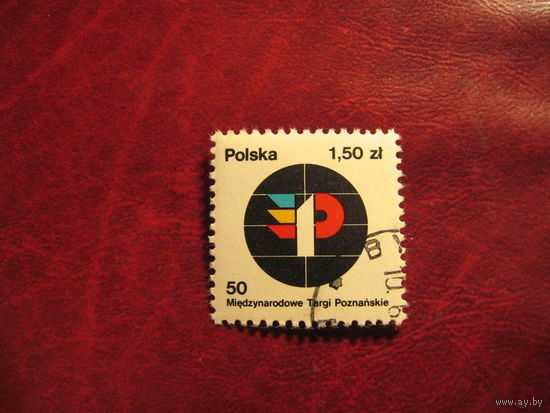 Polska 1,50 zł
50
Międzynarodowe Targi Poznańskie
www.ay.by